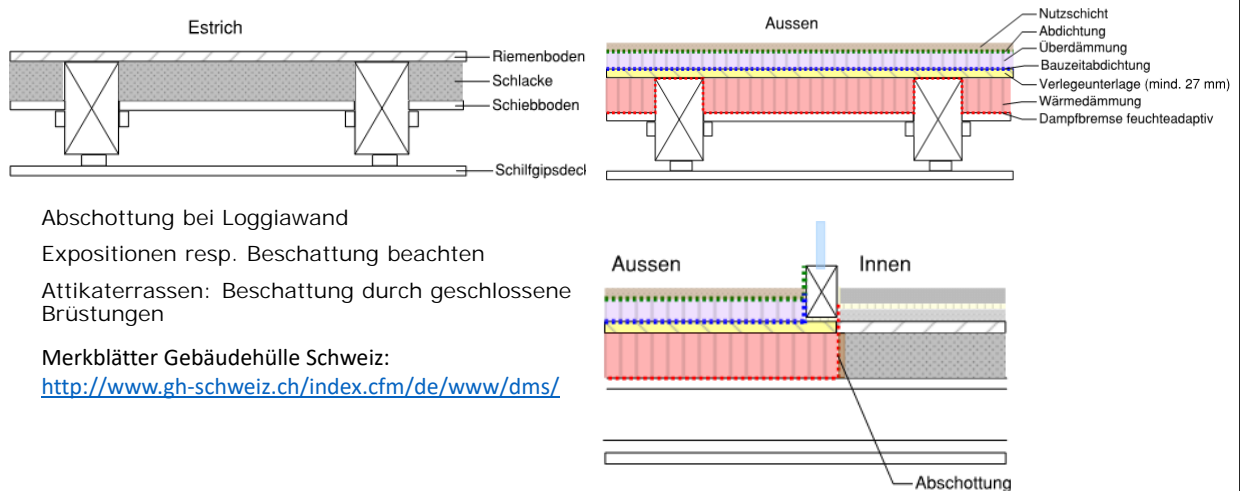 Estrich
Riemenboden
Schlacke
Schiebboden
Schilfgipsdecl
Aussen
Nutzschicht
Abdichtung
Überdämmung
Bauzeitabdichtung
Verlegeunterlage (mind. 27 mm)
Wärmedämmung
Dampfbremse feuchteadaptiv
Abschottung bei Loggiawand
Expositionen resp. Beschattung beachten
Attikaterrassen: Beschattung durch geschlossene
Brüstungen
Merkblätter Gebäudehülle Schweiz:
http://www.gh-schweiz.ch/index.cfm/de/www/dms/
Aussen
Innen
Abschottung